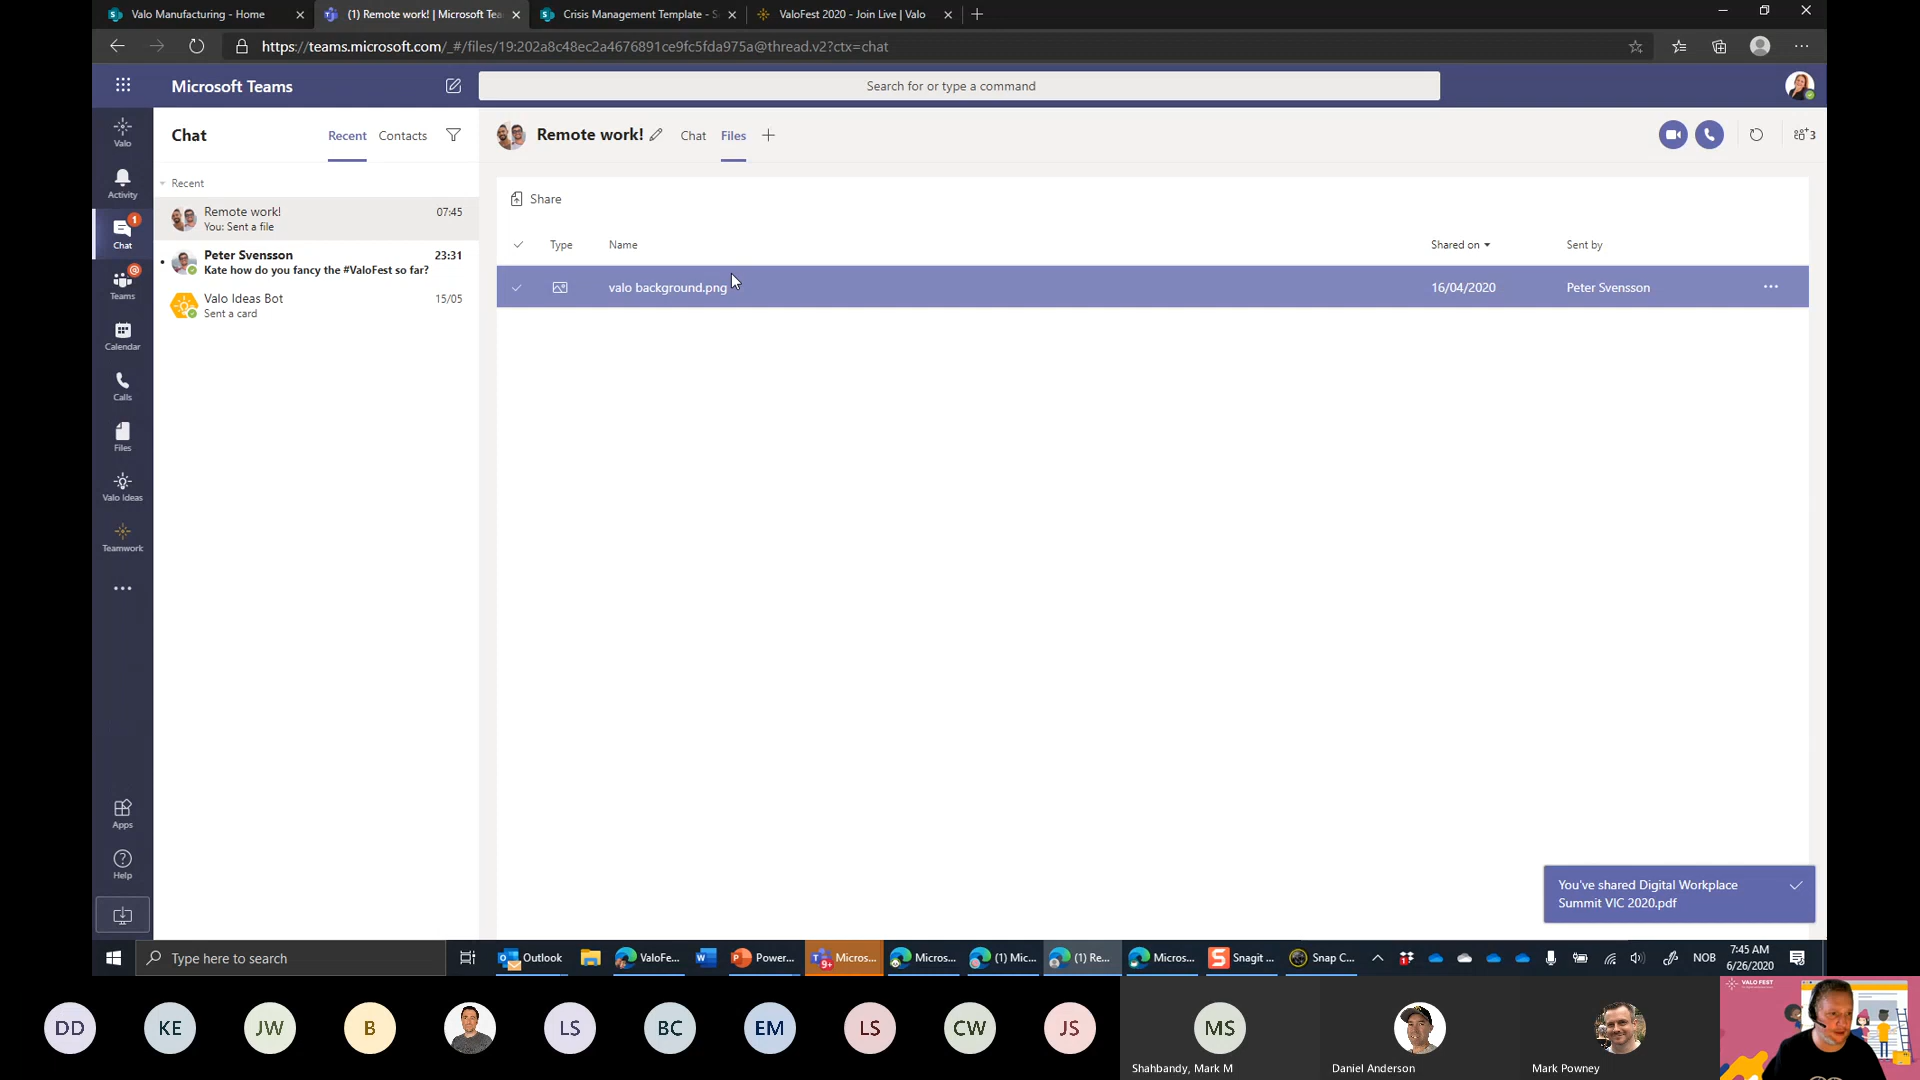 Valo Manufacturing - Home
(1) Remote work! | Microsoft Tea
Crisis Management Template - S
ValoFest 2020 - Join Live | Valo
https://teams.microsoft.com/_#/files/19:202a8c48ec2a4676891ce9fc5fda975a@thread.v2?ctx=chat
Microsoft Teams
Search for or type a command
Valo
Activity
Chat
1
Teams
Calendar
Calls
Files
Valo Ideas
Teamwork
Apps
Help
Chat
Recent
Contacts
Recent
Remote work!
07:45
You: Sent a file
Peter Svensson
23:31
Kate how do you fancy the #ValoFest so far?
Valo Ideas Bot
15/05
Sent a card
Remote work!
Chat
Files
3
Share
Type
Name
Shared on
Sent by
valo background.png
16/04/2020
Peter Svensson
You've shared Digital Workplace
Summit VIC 2020.pdf
Type here to search
Outlook
ValoFe...
Power...
Micros...
9+
Micros...
(1) Mic...
(1) Re...
Micros...
Snagit ...
Snap C...
NOB
7:45 AM
6/26/2020
DD
KE
JW
B
LS
BC
EM
LS
CW
JS
MS
Shahbandy, Mark M
Daniel Anderson
Mark Powney
VALO FEST